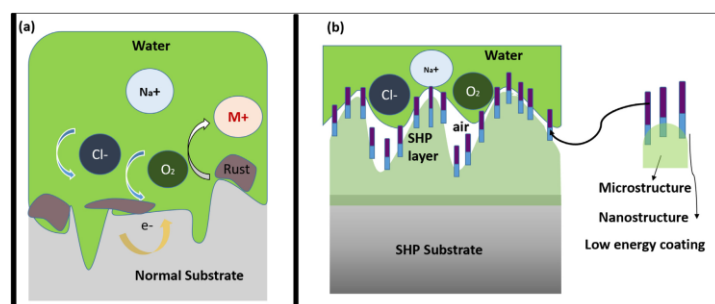 (a)
Water
Na+
M+
Cl-
O2
Rust
e-
Normal Substrate
(b)
Water
Na+
Cl-
O2
air
SHP
layer
SHP Substrate
Microstructure
Nanostructure
Low energy coating